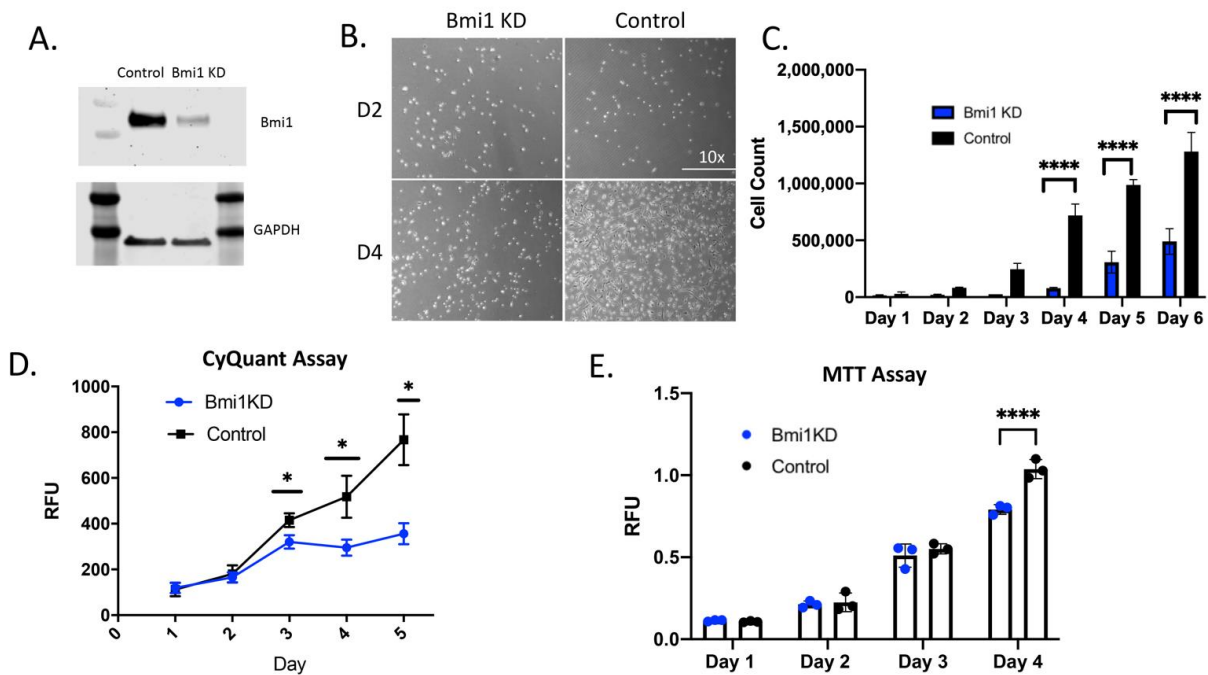 A.
Control Bmi1 KD
Bmi1
GAPDH
B.
Bmi1 KD Control
D2
10x
D4
C.
2,000,000
1,500,000
1,000,000
500,000
0
Cell Count
Bmi1 KD
Control
****
****
****
Day 1 Day 2 Day 3 Day 4 Day 5 Day 6
D.
CyQuant Assay
1000
800
600
400
200
0
RFU
Bmi1KD
Control
*
*
*
0 1 2 3 4 5
Day
E.
MTT Assay
1.5
1.0
0.5
0.0
RFU
Bmi1KD
Control
****
Day 1 Day 2 Day 3 Day 4